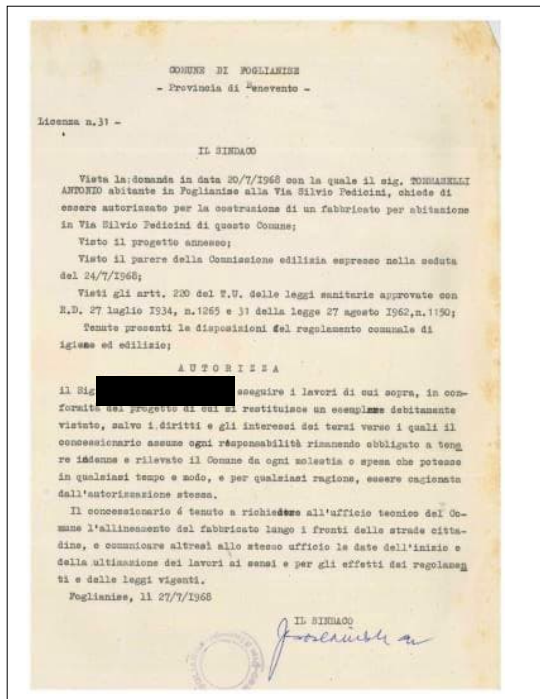 COMUNE DI FOGLIANISE
- Provincia di Benevento -
Licenza n.31 -
IL SINDACO
Vista la domanda in data 20/7/1968 con la quale il sig. TOMMASELLI
ANTONIO abitante in Foglianise alla Via Silvio Pedicini, chiede di
essere autorizzato per la costruzione di un fabbricato per abitazione
in Via Silvio Pedicini di questo Comune;
Visto il progetto annesso;
Visto il parere della Commissione edilizia espresso nella seduta
del 24/7/1968;
Visti gli artt. 220 del T.U. delle leggi sanitarie approvate con
R.D. 27 luglio I934, n.1265 e 31 della legge 27 agosto I962,n.1150;
Tenute presenti le disposizioni del regolamento comunale di
igiene ed edilizio;
A U T O R I Z Z A
il Sig. eseguire i lavori di cui sopra, in con-
formità del progetto di cui si restituisce un esemplare debitamente
vistato, salvo i diritti e gli interessi dei terzi verso i quali il
concessionario assume ogni responsabilità rimanendo obbligato a tene
re indenne e rilevato il Comune da ogni molestia o spesa che potesse
in qualsiasi tempo e modo, e per qualsiasi ragione, essere cagionata
dall'autorizzazione stessa.
Il concessionario é tenuto a richiedere all'ufficio tecnico del Co-
mune l'allineamento del fabbricato lungo i fronti delle strade citta-
dine, e comunicare altresì allo stesso ufficio le date dell'inizio e
della ultimazione dei lavori ai sensi e per gli effetti dei regolamen
ti e delle leggi vigenti.
Foglianise, lì 27/7/1968
IL SINDACO